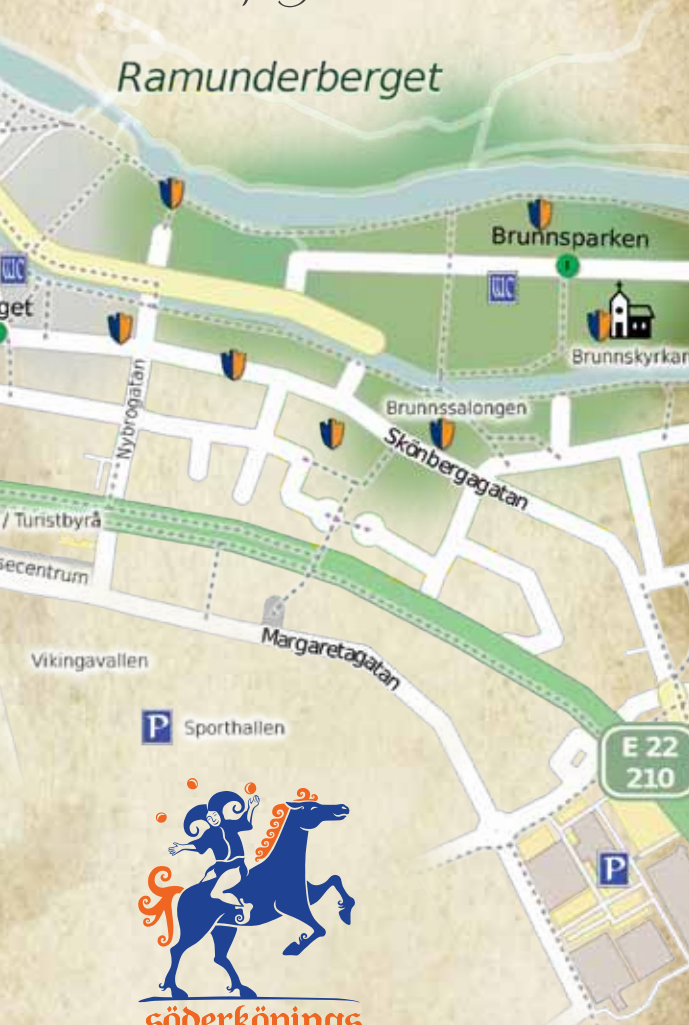 Ramunderberget
Brunnsparken
WC
WC
get
Brunnskyrkan
Nybrogatan
Brunnssalongen
Skönbergagatan
/ Turistbyrå
secentrum
Margaretagatan
Vikingavallen
P Sporthallen
E 22
210
P
söderköpings